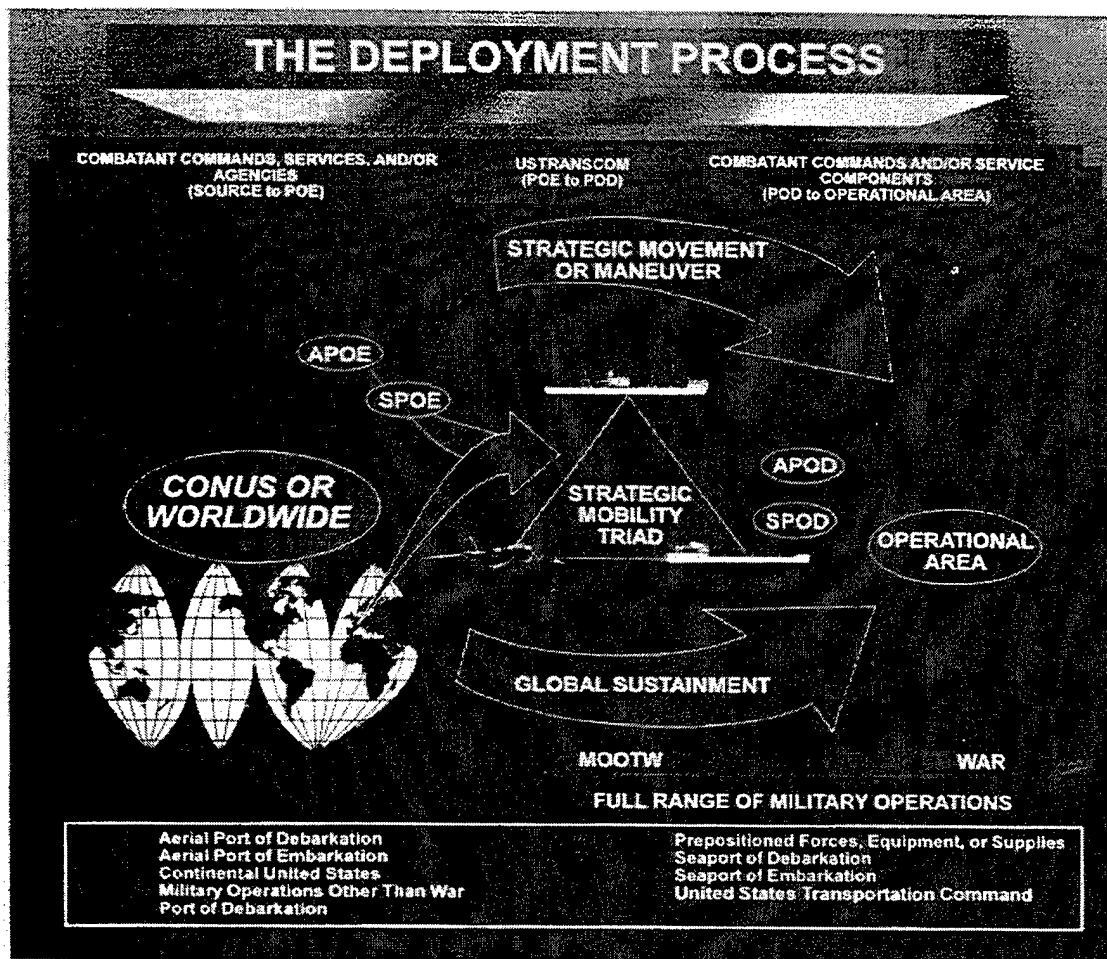 THE DEPLOYMENT PROCESS
COMBATANT COMMANDS, SERVICES, AND/OR
AGENCIES
(SOURCE to POE)
USTRANSCOM
(POE to POD)
COMBATANT COMMANDS AND/OR SERVICE
COMPONENTS
(POD to OPERATIONAL AREA)
STRATEGIC MOVEMENT
OR MANEUVER
APOE
SPOE
CONUS OR
WORLDWIDE
STRATEGIC
MOBILITY
TRIAD
APOD
SPOD
OPERATIONAL
AREA
GLOBAL SUSTAINMENT
MOOTW
WAR
FULL RANGE OF MILITARY OPERATIONS
Aerial Port of Debarkation
Aerial Port of Embarkation
Continental United States
Military Operations Other Than War
Port of Debarkation
Prepositioned Forces, Equipment, or Supplies
Seaport of Debarkation
Seaport of Embarkation
United States Transportation Command